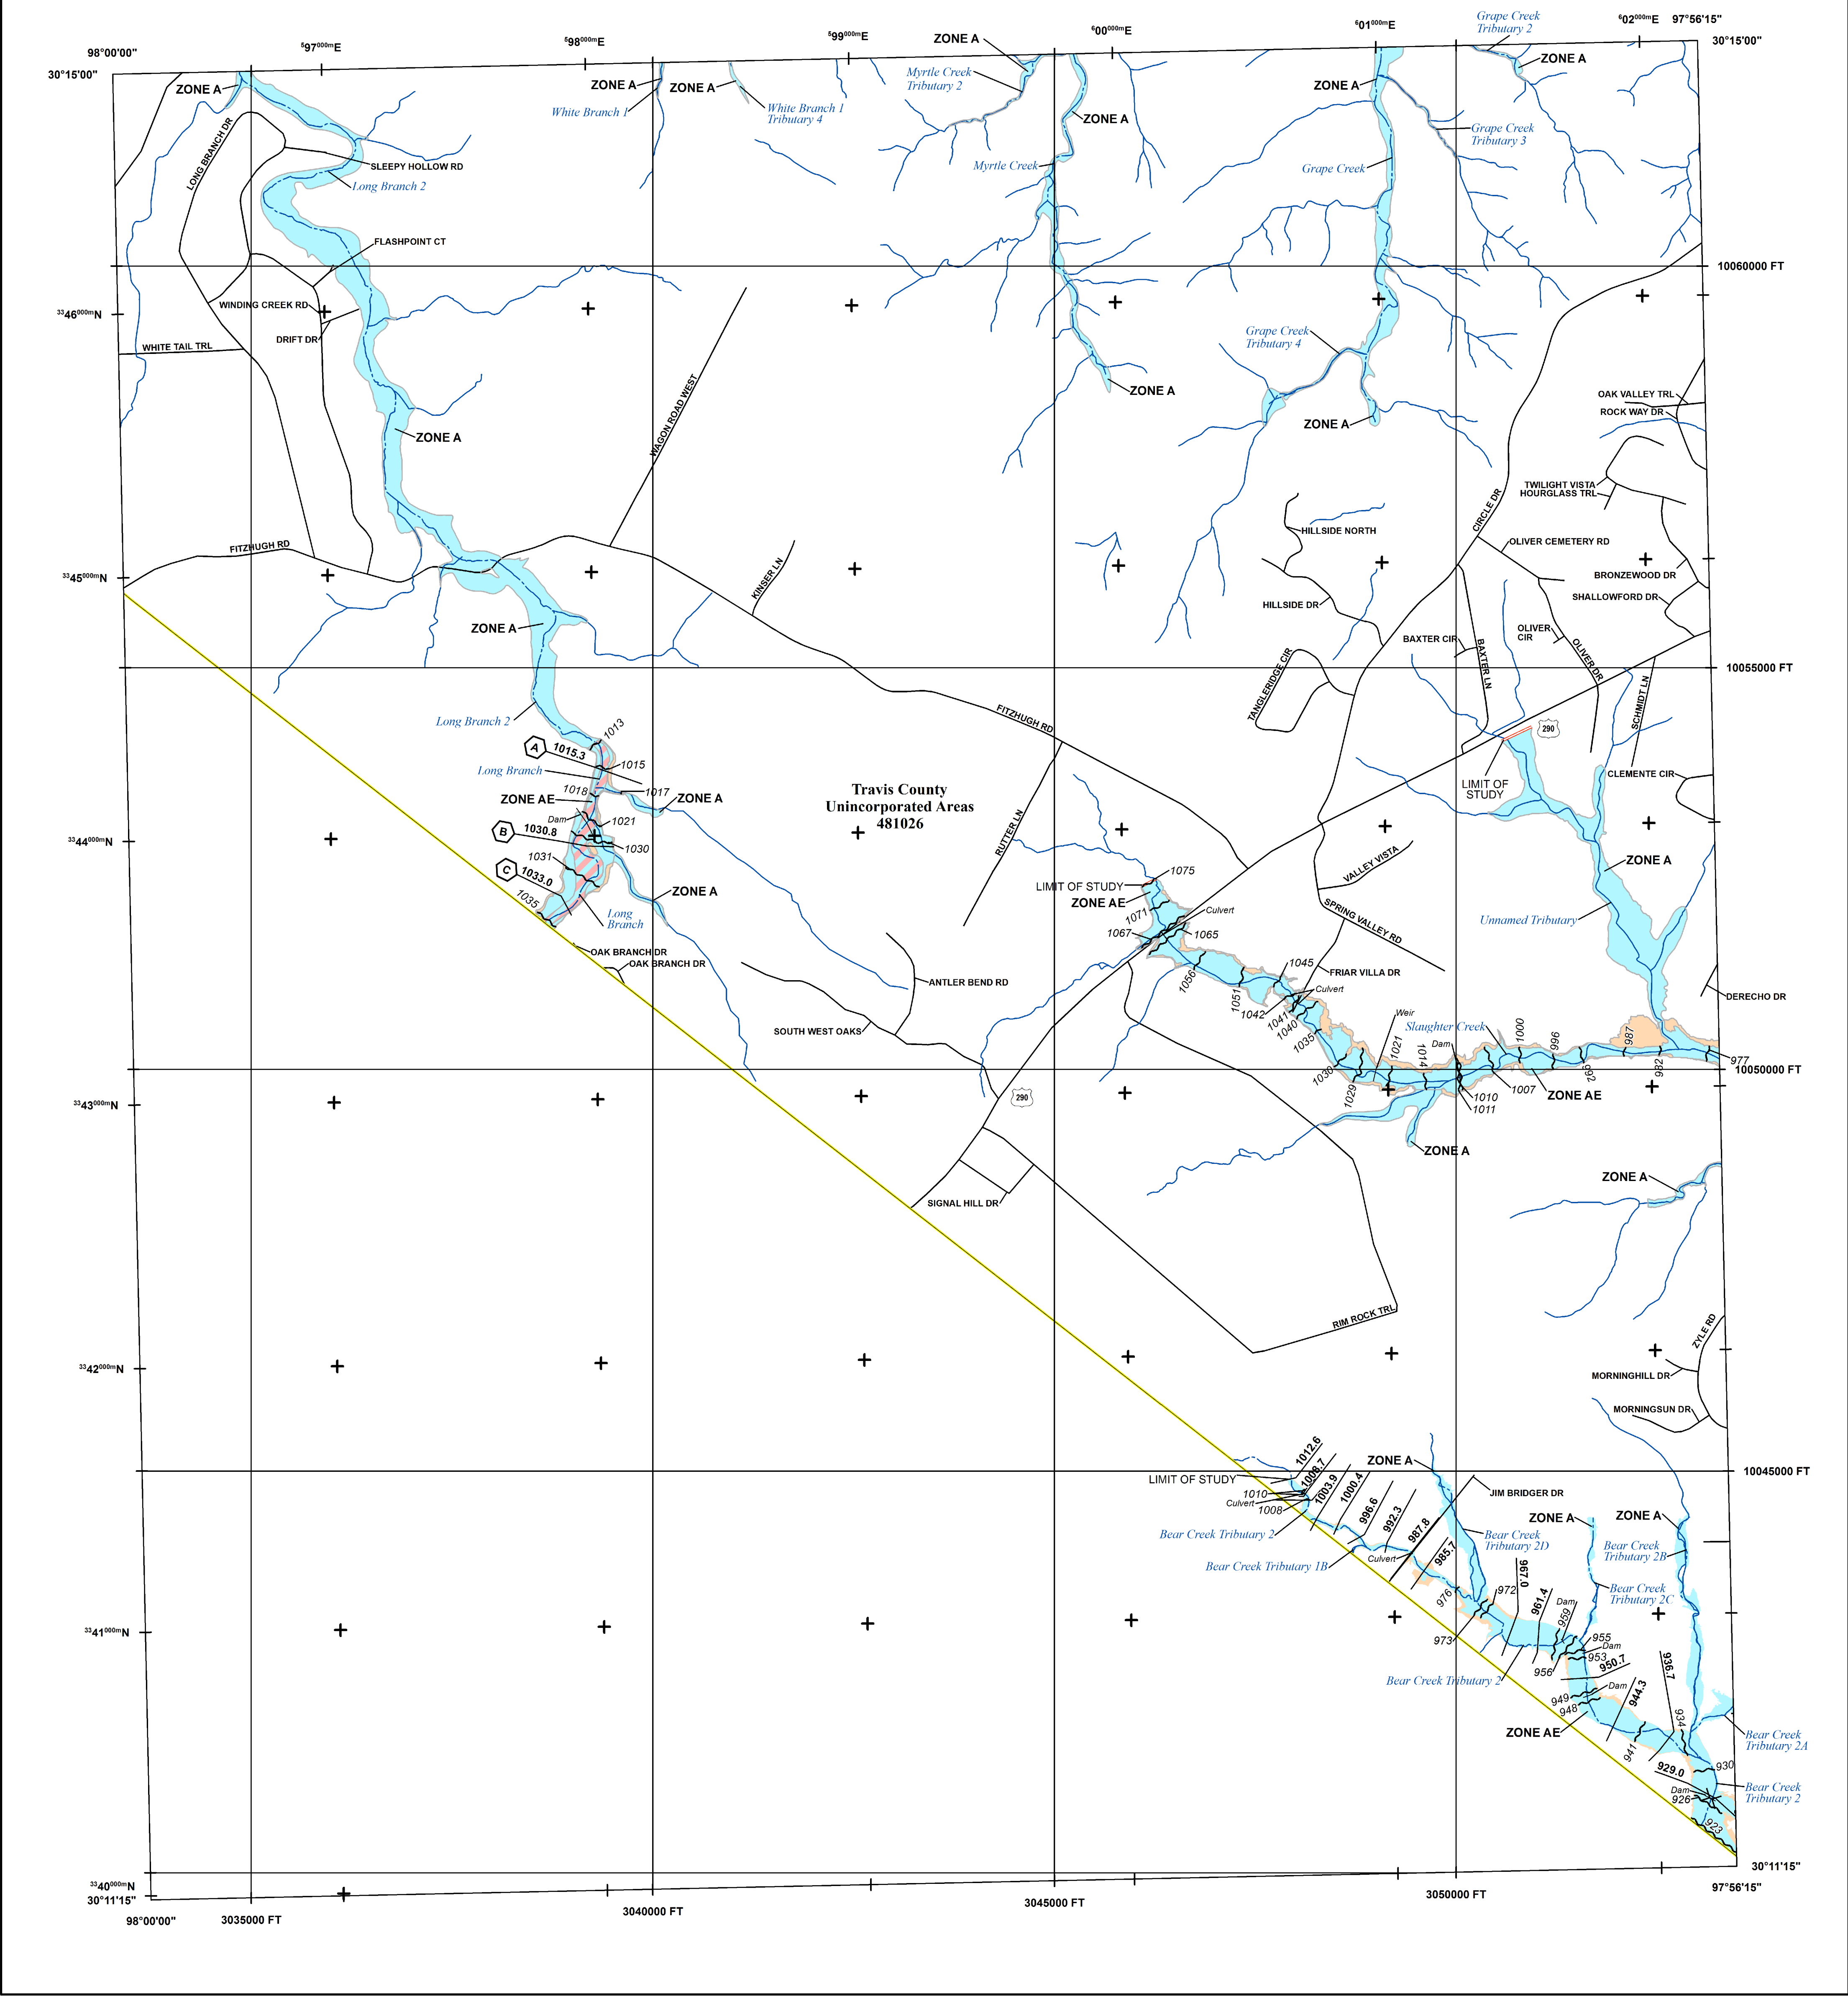 Grape Creek
Tributary 2
602000mE 97°56'15"
601000mE
600000mE
599000mE
598000mE
597000mE
98°00'00"
30°15'00"
30°15'00"
ZONE A
ZONE A
ZONE A
ZONE A
ZONE A
ZONE A
ZONE A
ZONE A
White Branch 1
White Branch 1
Tributary 4
Myrtle Creek
Tributary 2
Myrtle Creek
Grape Creek
Grape Creek
Tributary 3
LONG BRANCH DR
SLEEPY HOLLOW RD
Long Branch 2
FLASHPOINT CT
10060000 FT
WINDING CREEK RD
3346000mN
DRIFT DR
WHITE TAIL TRL
Grape Creek
Tributary 4
ZONE A
ZONE A
ZONE A
WAGON ROAD WEST
OAK VALLEY TRL
ROCK WAY DR
TWILIGHT VISTA
HOURGLASS TRL
CIRCLE DR
HILLSIDE NORTH
OLIVER CEMETERY RD
FITZHUGH RD
3345000mN
KINSER LN
BRONZEWOOD DR
SHALLOWFORD DR
HILLSIDE DR
ZONE A
BAXTER CIR
BAXTER LN
OLIVER
CIR
OLIVER DR
10055000 FT
TANGLERIDGE CIR
SCHMIDT LN
Long Branch 2
FITZHUGH RD
290
1013
A
1015.3
1015
Long Branch
1018
1017
ZONE AE
ZONE A
Dam
1021
B
1030.8
1030
1031
C
1033.0
1035
ZONE A
Long
Branch
OAK BRANCH DR
OAK BRANCH DR
Travis County
Unincorporated Areas
481026
3344000mN
RUTTER LN
LIMIT OF
STUDY
CLEMENTE CIR
VALLEY VISTA
ZONE A
1075
LIMIT OF STUDY
ZONE AE
1071
Culvert
1067
1065
SPRING VALLEY RD
Unnamed Tributary
1056
1051
1045
FRIAR VILLA DR
Culvert
1042
1041
1040
1035
ANTLER BEND RD
SOUTH WEST OAKS
DERECHO DR
Weir
Slaughter Creek
1030
1029
1021
1014
Dam
1000
996
992
987
982
977
1007
1010
1011
ZONE AE
10050000 FT
3343000mN
290
ZONE A
ZONE A
SIGNAL HILL DR
RIM ROCK TRL
ZYLE RD
3342000mN
MORNINGHILL DR
MORNINGSUN DR
ZONE A
10045000 FT
LIMIT OF STUDY
1012.6
1008.7
1003.9
1000.4
996.6
992.3
987.8
985.7
1010
Culvert
1008
JIM BRIDGER DR
Bear Creek Tributary 2
Bear Creek Tributary 1B
Culvert
ZONE A
ZONE A
Bear Creek
Tributary 2D
Bear Creek
Tributary 2B
Bear Creek
Tributary 2C
976
972
973
967.0
961.4
Dam
959
955
Dam
953
956
950.7
3341000mN
Bear Creek Tributary 2
949
948
Dam
944.3
936.7
934
ZONE AE
941
Bear Creek
Tributary 2A
930
929.0
Dam
926
923
Bear Creek
Tributary 2
30°11'15"
97°56'15"
3340000mN
30°11'15"
98°00'00"
3035000 FT
3040000 FT
3045000 FT
3050000 FT